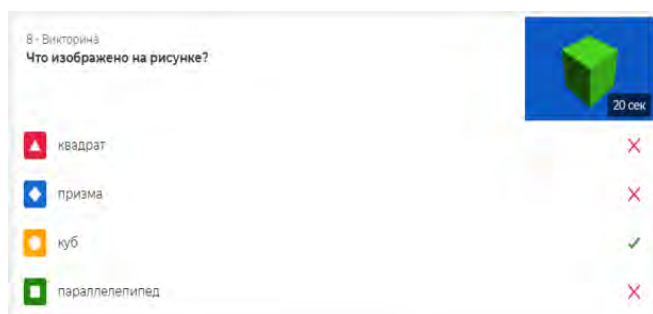 8 - Викторина
Что изображено на рисунке?
20 сек
квадрат
призма
куб
параллелепипед